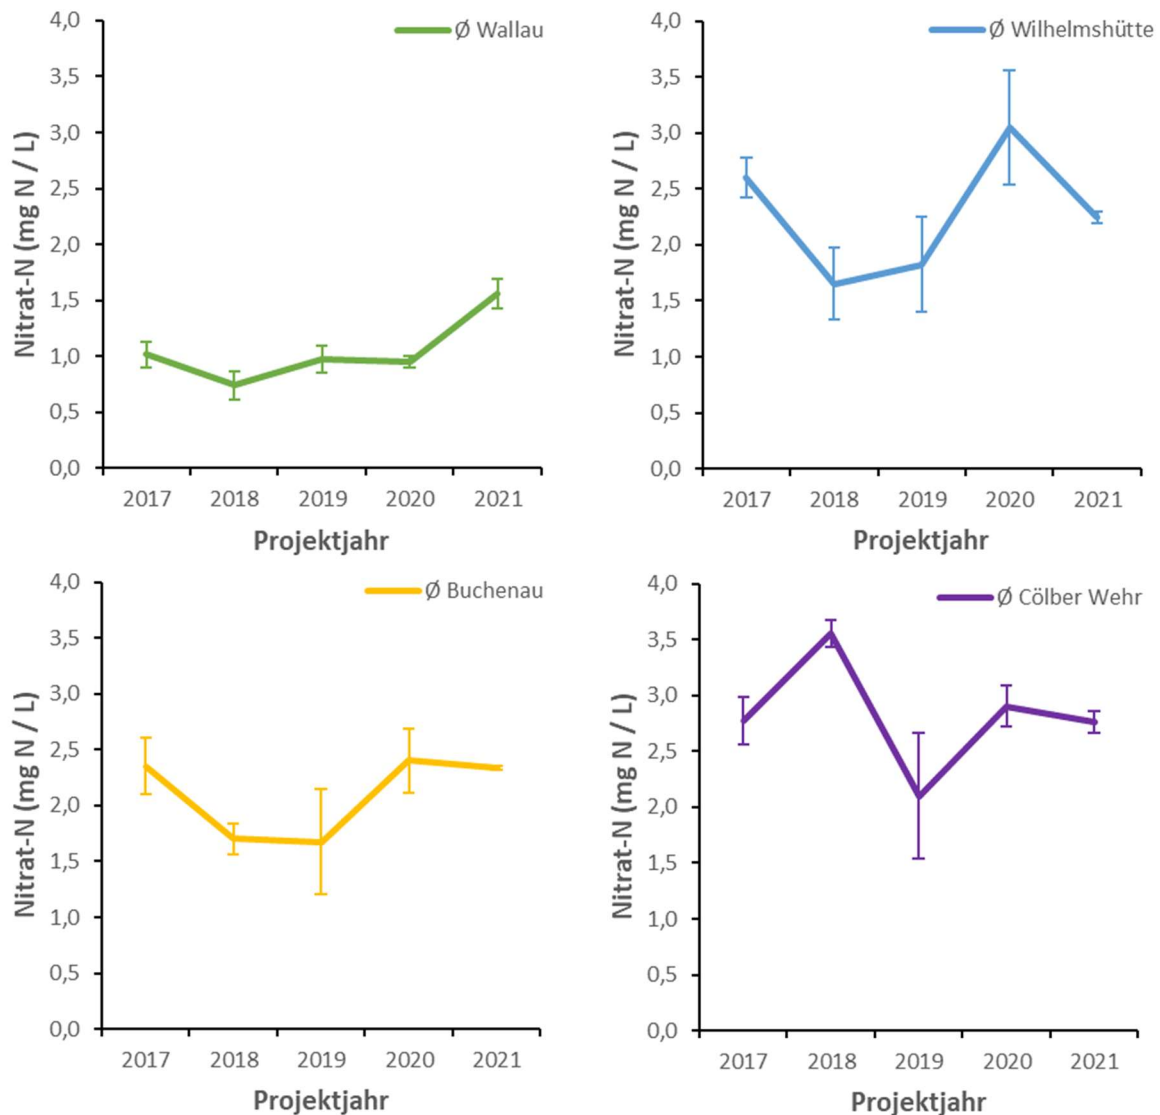 Ø Wallau
4,0
3,5
3,0
2,5
2,0
1,5
1,0
0,5
0,0
Nitrat-N (mg N / L)
2017 2018 2019 2020 2021
Projektjahr
Ø Wilhelmshütte
4,0
3,5
3,0
2,5
2,0
1,5
1,0
0,5
0,0
Nitrat-N (mg N / L)
2017 2018 2019 2020 2021
Projektjahr
Ø Buchenau
4,0
3,5
3,0
2,5
2,0
1,5
1,0
0,5
0,0
Nitrat-N (mg N / L)
2017 2018 2019 2020 2021
Projektjahr
Ø Cölber Wehr
4,0
3,5
3,0
2,5
2,0
1,5
1,0
0,5
0,0
Nitrat-N (mg N / L)
2017 2018 2019 2020 2021
Projektjahr